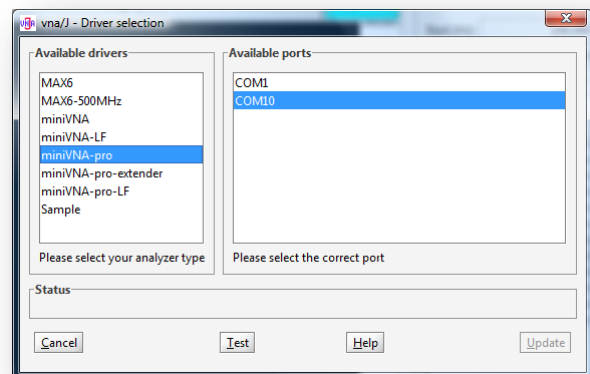 vna/J - Driver selection
Available drivers
MAX6
MAX6-500MHz
miniVNA
miniVNA-LF
miniVNA-pro
miniVNA-pro-extender
miniVNA-pro-LF
Sample
Please select your analyzer type
Available ports
COM1
COM10
Please select the correct port
Status
Cancel
Test
Help
Update